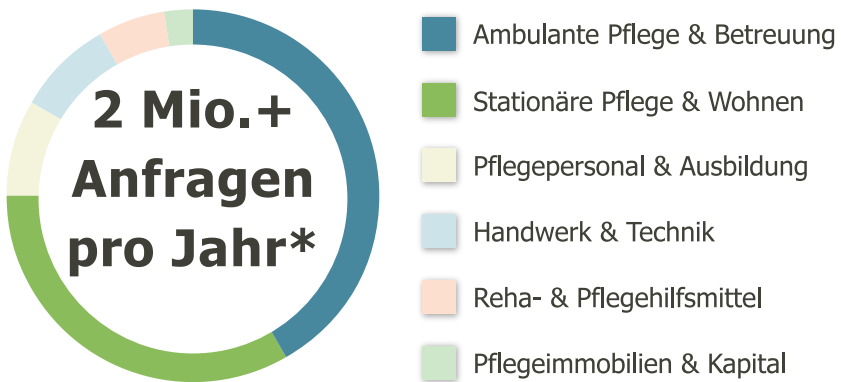 2 Mio.+
Anfragen
pro Jahr*
Ambulante Pflege & Betreuung
Stationäre Pflege & Wohnen
Pflegepersonal & Ausbildung
Handwerk & Technik
Reha- & Pflegehilfsmittel
Pflegeimmobilien & Kapital